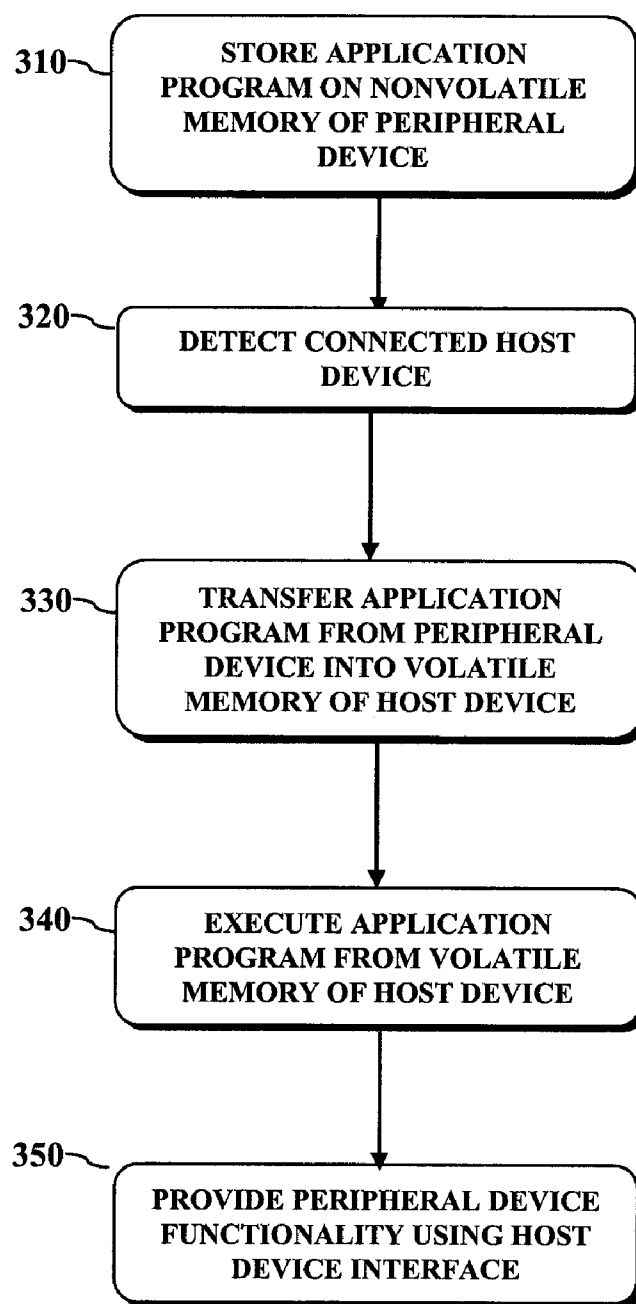 310
STORE APPLICATION
PROGRAM ON NONVOLATILE
MEMORY OF PERIPHERAL
DEVICE
320
DETECT CONNECTED HOST
DEVICE
330
TRANSFER APPLICATION
PROGRAM FROM PERIPHERAL
DEVICE INTO VOLATILE
MEMORY OF HOST DEVICE
340
EXECUTE APPLICATION
PROGRAM FROM VOLATILE
MEMORY OF HOST DEVICE
350
PROVIDE PERIPHERAL DEVICE
FUNCTIONALITY USING HOST
DEVICE INTERFACE